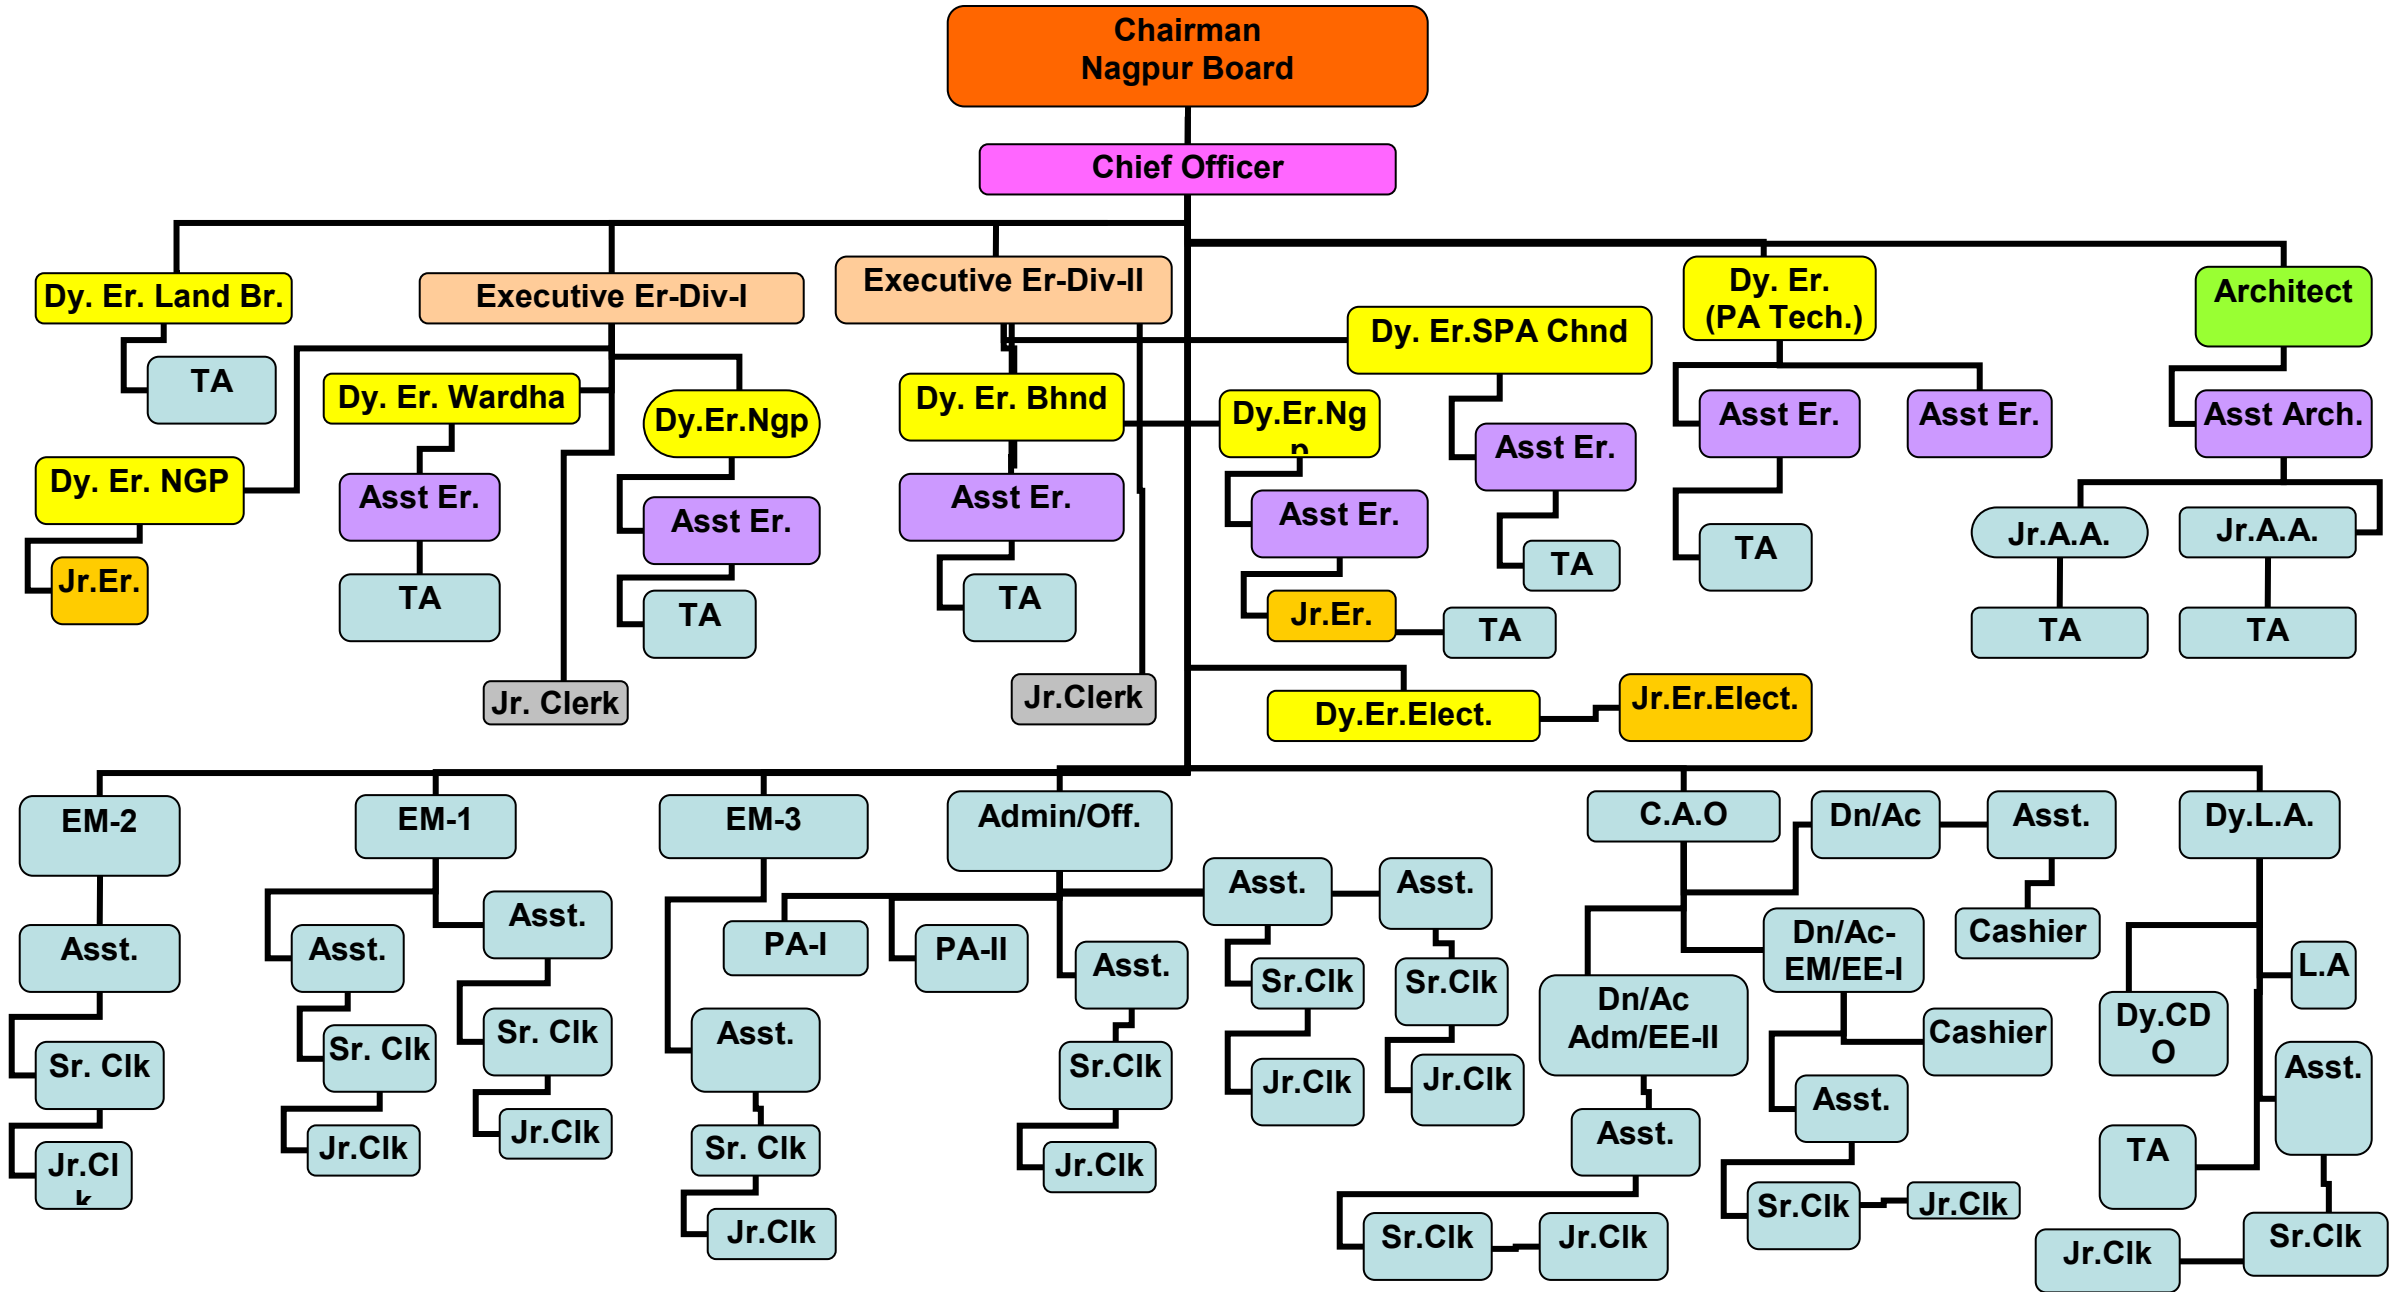 Chairman
Nagpur Board
Chief Officer
Dy. Er. Land Br.
Executive Er-Div-I
Executive Er-Div-II
Dy. Er.SPA Chnd
Dy. Er.
(PA Tech.)
Architect
TA
Dy. Er. Wardha
Dy.Er.Ngp
Dy. Er. Bhnd
Dy.Er.Ng
p
Asst Er.
Asst Er.
Asst Er.
Asst Arch.
Dy. Er. NGP
Asst Er.
Asst Er.
Asst Er.
Asst Er.
TA
TA
Jr.A.A.
Jr.A.A.
Jr.Er.
TA
TA
TA
Jr.Er.
TA
TA
TA
Jr. Clerk
Jr.Clerk
Dy.Er.Elect.
Jr.Er.Elect.
EM-2
EM-1
EM-3
Admin/Off.
C.A.O
Dn/Ac
Asst.
Dy.L.A.
Asst.
Asst.
Asst.
Asst.
Asst.
PA-I
PA-II
Asst.
Dn/Ac-
EM/EE-I
Cashier
L.A
Sr. Clk
Sr. Clk
Sr. Clk
Asst.
Sr.Clk
Sr.Clk
Sr.Clk
Dn/Ac
Adm/EE-II
Cashier
Dy.CD
O
Asst.
Jr.Cl
k
Jr.Clk
Jr.Clk
Sr. Clk
Jr.Clk
Jr.Clk
Jr.Clk
Asst.
Asst.
TA
Jr.Clk
Sr.Clk
Jr.Clk
Sr.Clk
Jr.Clk
Jr.Clk
Sr.Clk